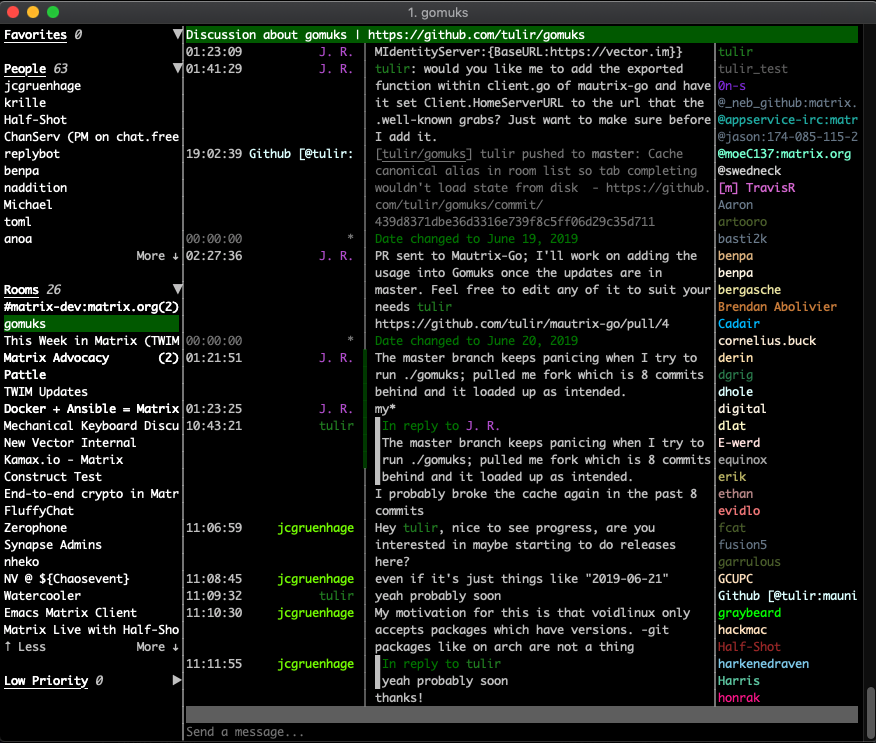 1. gomuks
Favorites 0 ▼
People 63 ▼
jcgruenhage
krille
Half-Shot
ChanServ (PM on chat.free
replybot
benpa
naddition
Michael
toml
anoa
More ↓
Rooms 26 ▼
#matrix-dev:matrix.org(2)
gomuks
This Week in Matrix (TWIM
Matrix Advocacy (2)
Pattle
TWIM Updates
Docker + Ansible = Matrix
Mechanical Keyboard Discu
New Vector Internal
Kamax.io - Matrix
Construct Test
End-to-end crypto in Matr
FluffyChat
Zerophone
Synapse Admins
nheko
NV @ ${Chaosevent}
Watercooler
Emacs Matrix Client
Matrix Live with Half-Sho
↑ Less More ↓
Low Priority 0 ▶
Discussion about gomuks | https://github.com/tulir/gomuks
01:23:09 J. R. MIdentityServer:{BaseURL:https://vector.im}}
01:41:29 J. R. tulir: would you like me to add the exported
function within client.go of mautrix-go and have
it set Client.HomeServerURL to the url that the
.well-known grabs? Just want to make sure before
I add it.
19:02:39 Github [@tulir: [tulir/gomuks] tulir pushed to master: Cache
canonical alias in room list so tab completing
wouldn't load state from disk - https://github.
com/tulir/gomuks/commit/
439d8371dbe36d3316e739f8c5ff06d29c35d711
00:00:00 * Date changed to June 19, 2019
02:27:36 J. R. PR sent to Mautrix-Go; I'll work on adding the
usage into Gomuks once the updates are in
master. Feel free to edit any of it to suit your
needs tulir
https://github.com/tulir/mautrix-go/pull/4
00:00:00 * Date changed to June 20, 2019
01:21:51 J. R. The master branch keeps panicing when I try to
run ./gomuks; pulled me fork which is 8 commits
behind and it loaded up as intended.
01:23:25 J. R. my*
10:43:21 tulir In reply to J. R.
The master branch keeps panicing when I try to
run ./gomuks; pulled me fork which is 8 commits
behind and it loaded up as intended.
I probably broke the cache again in the past 8
commits
11:06:59 jcgruenhage Hey tulir, nice to see progress, are you
interested in maybe starting to do releases
here?
11:08:45 jcgruenhage even if it's just things like "2019-06-21"
11:09:32 tulir yeah probably soon
11:10:30 jcgruenhage My motivation for this is that voidlinux only
accepts packages which have versions. -git
packages like on arch are not a thing
11:11:55 jcgruenhage In reply to tulir
yeah probably soon
thanks!
Send a message...
tulir
tulir_test
0n-s
@_neb_github:matrix.
@appservice-irc:matr
@jason:174-085-115-2
@moeC137:matrix.org
@swedneck
[m] TravisR
Aaron
artooro
basti2k
benpa
benpa
bergasche
Brendan Abolivier
Cadair
cornelius.buck
derin
dgrig
dhole
digital
dlat
E-werd
equinox
erik
ethan
evidlo
fcat
fusion5
garrulous
GCUPC
Github [@tulir:mauni
graybeard
hackmac
Half-Shot
harkenedraven
Harris
honrak